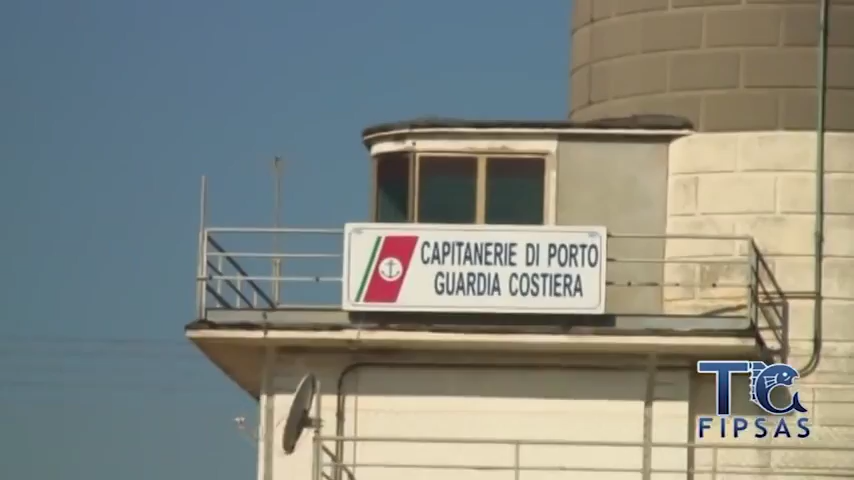 CAPITANERIE DI PORTO
GUARDIA COSTIERA
TG
FIPSAS